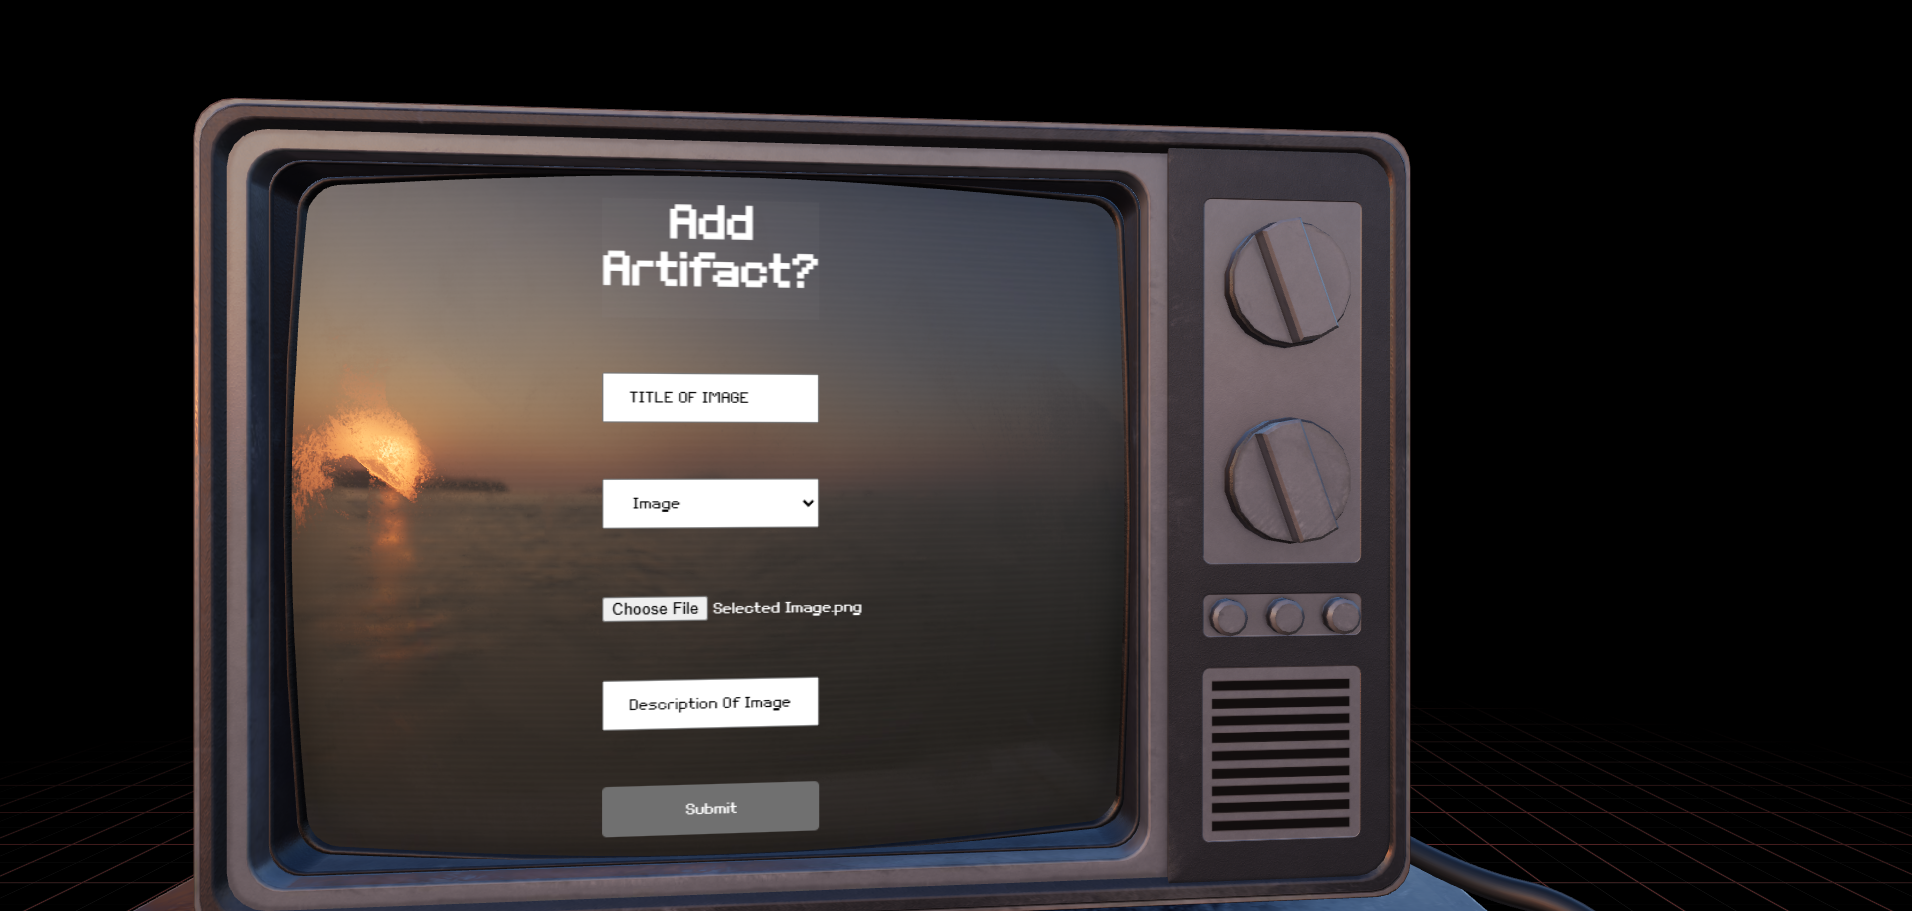 Add
Artifact?
TITLE OF IMAGE
Image
Choose File Selected Image.png
Description Of Image
Submit